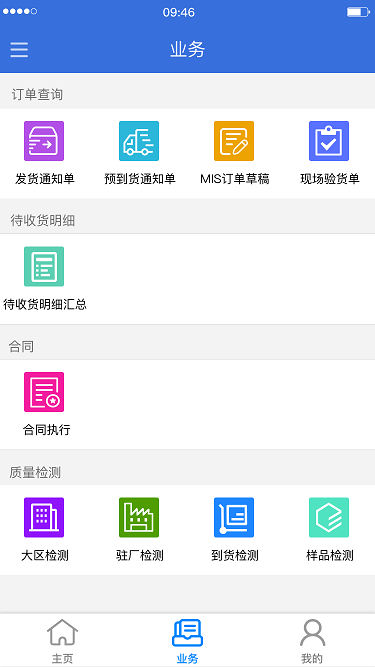 09:46
业务
订单查询
发货通知单 预到货通知单 MIS订单草稿 现场验货单
待收货明细
待收货明细汇总
合同
合同执行
质量检测
大区检测 驻厂检测 到货检测 样品检测
主页 业务 我的